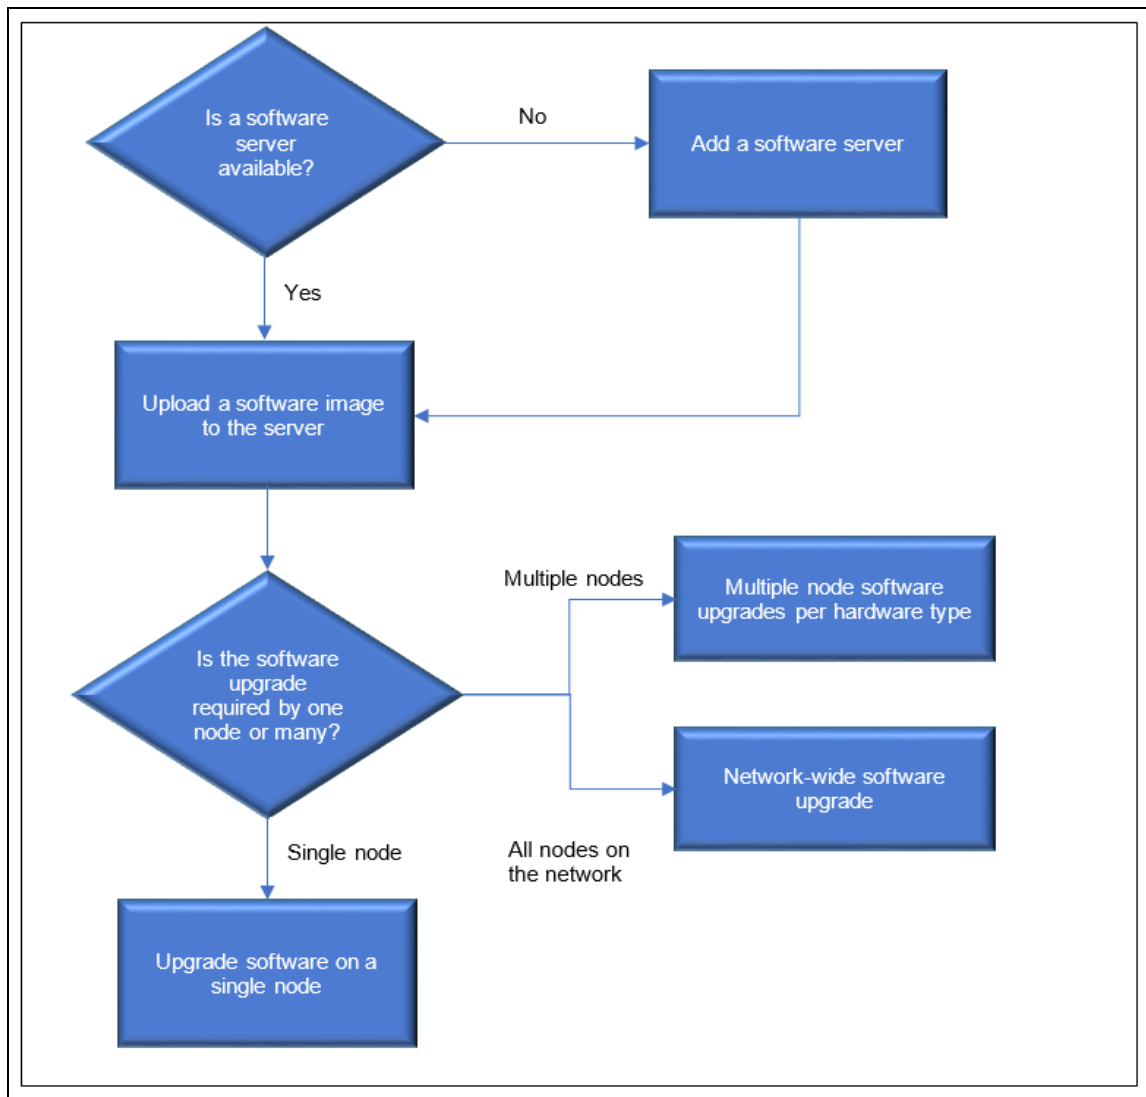 Is a software
server
available?
No
Add a software server
Yes
Upload a software image
to the server
Multiple nodes
Multiple node software
upgrades per hardware type
Is the software
upgrade
required by one
node or many?
Network-wide software
upgrade
Single node
All nodes on
the network
Upgrade software on a
single node